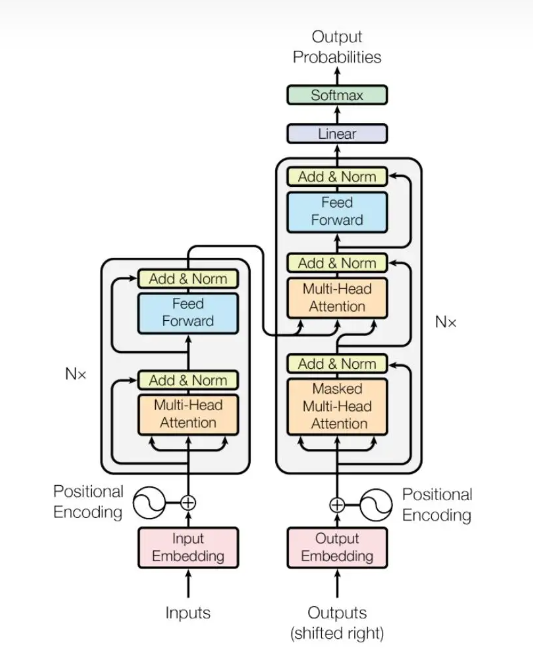 Output
Probabilities
Softmax
Linear
Add & Norm
Feed
Forward
Add & Norm
Multi-Head
Attention
Add & Norm
Masked
Multi-Head
Attention
Nx
Add & Norm
Feed
Forward
Add & Norm
Multi-Head
Attention
Nx
Positional
Encoding
Positional
Encoding
Input
Embedding
Output
Embedding
Inputs
Outputs
(shifted right)